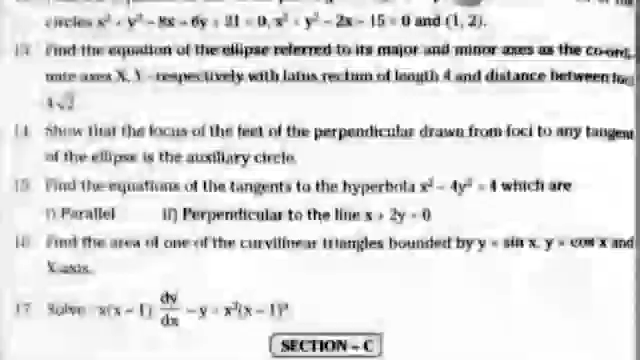 circles x² + y² – 8x – 6y + 21 = 0, x² + y² – 2x – 15 = 0 and (1, 2).
13. Find the equation of the ellipse referred to its major and minor axes as the co-ordi-
nate axes X, Y - respectively with latus rectum of length 4 and distance between foci
4√2
14. Show that the locus of the feet of the perpendicular drawn from foci to any tangent
of the ellipse is the auxiliary circle.
15. Find the equations of the tangents to the hyperbola x² – 4y² = 4 which are
i) Parallel ii) Perpendicular to the line x + 2y = 0
16. Find the area of one of the curvilinear triangles bounded by y = sin x, y = cos x and
X-axis.
17. Solve x(x – 1) dy/dx – y = x³(x – 1)³
SECTION – C